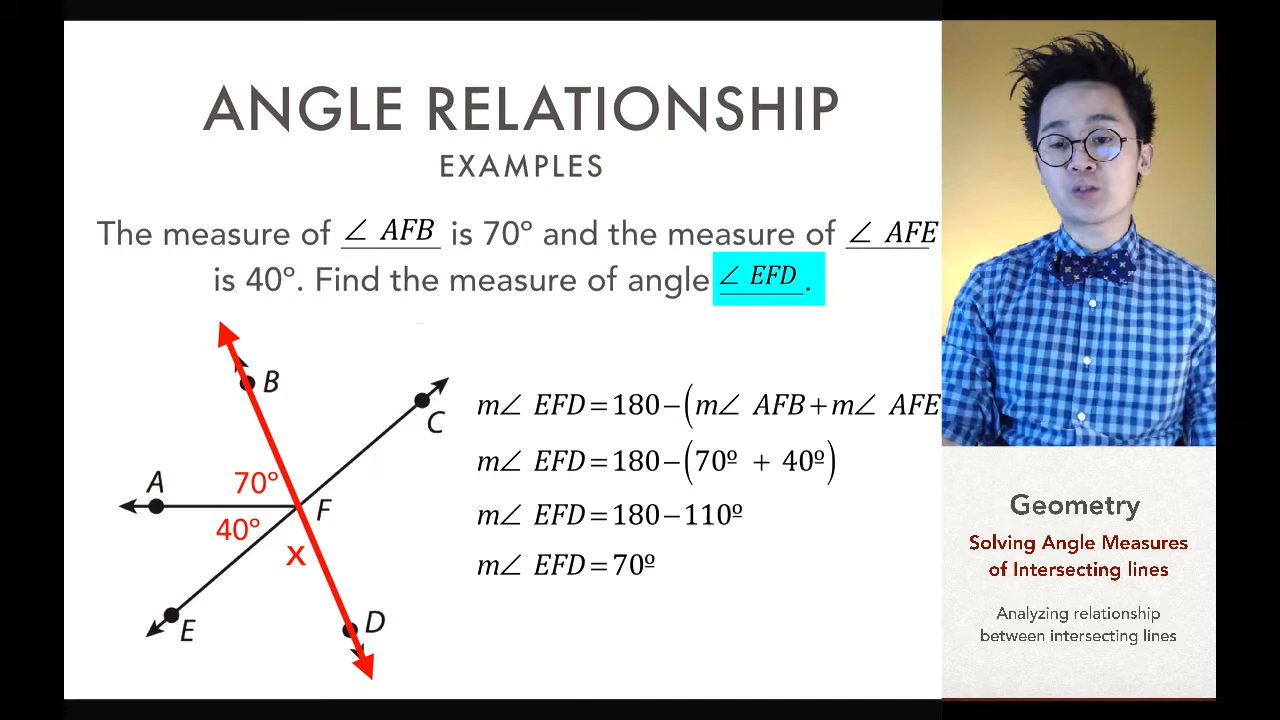 ANGLE RELATIONSHIP
EXAMPLES
The measure of ∠ AFB is 70º and the measure of ∠ AFE
is 40º. Find the measure of angle ∠ EFD.
B
C
A
70°
F
40°
x
E
D
m∠ EFD=180−(m∠ AFB+m∠ AFE
m∠ EFD=180−(70º + 40º)
m∠ EFD=180−110º
m∠ EFD=70º
Geometry
Solving Angle Measures
of Intersecting lines
Analyzing relationship
between intersecting lines